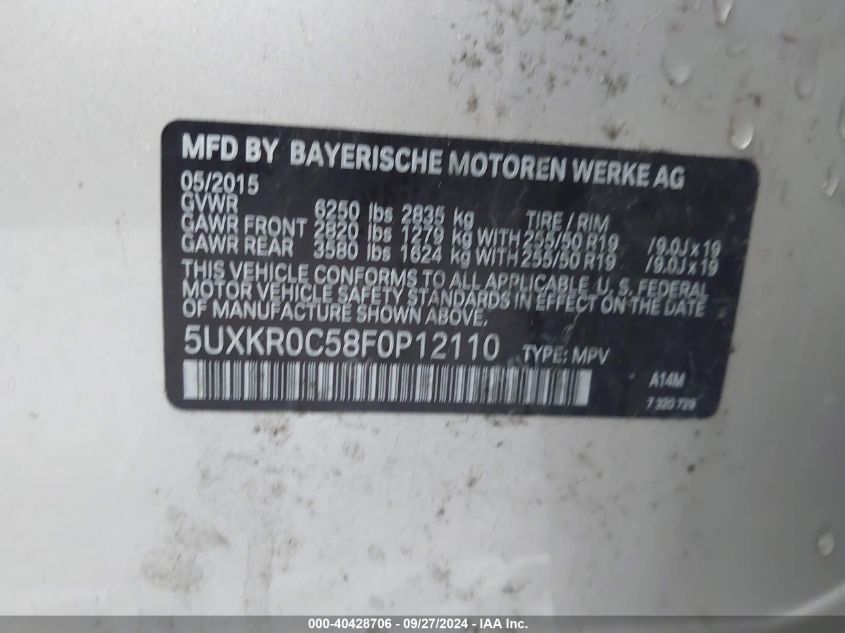 MFD BY BAYERISCHE MOTOREN WERKE AG
05/2015
GVWR 6250 lbs 2835 kg TIRE / RIM
GAWR FRONT 2820 lbs 1279 kg WITH 255/50 R19 /9.0J x 19
GAWR REAR 3580 lbs 1624 kg WITH 255/50 R19 /9.0J x 19
THIS VEHICLE CONFORMS TO ALL APPLICABLE U. S. FEDERAL
MOTOR VEHICLE SAFETY STANDARDS IN EFFECT ON THE DATE
OF MANUFACTURE SHOWN ABOVE.
5UXKR0C58F0P12110 TYPE: MPV
A14M
7 320 729
000-40428706 - 09/27/2024 - IAA Inc.